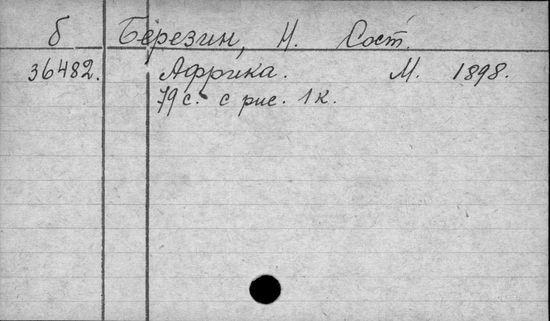 б Березин, Н. Сост.
36482. Африка. М. 1898.
79 с. с рис. 1 к.